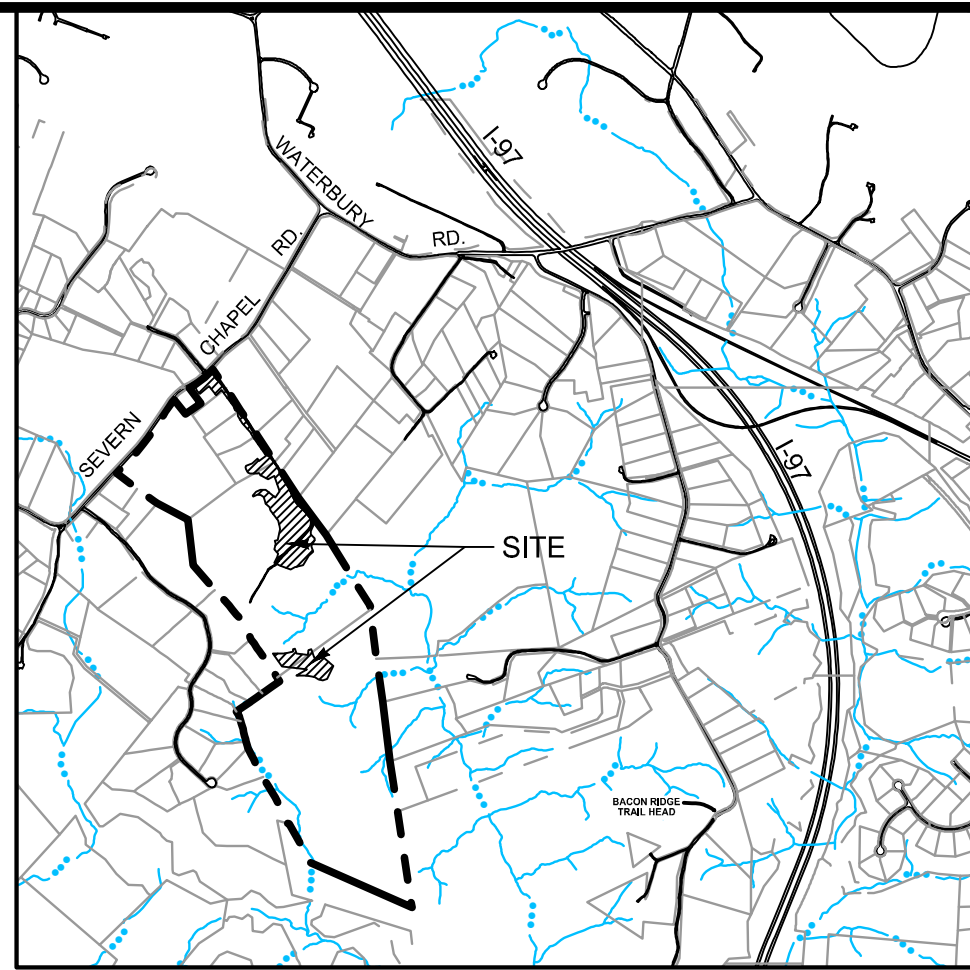 I-97
WATERBURY
RD.
RD.
CHAPEL
SEVERN
I-97
SITE
BACON RIDGE
TRAIL HEAD